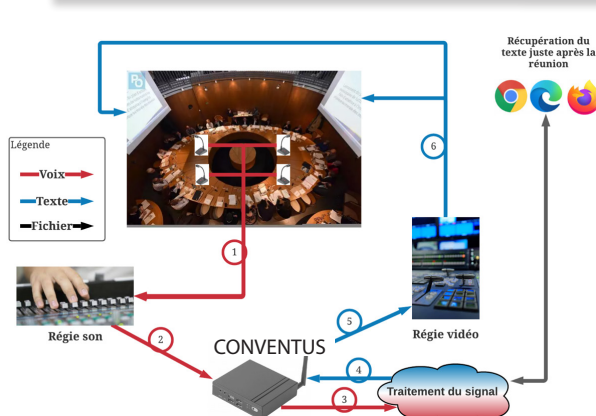 Récupération du
texte juste après la
réunion
Légende
Voix
Texte
Fichier
6
1
5
Régie son
2
Régie vidéo
CONVENTUS
4
3
Traitement du signal